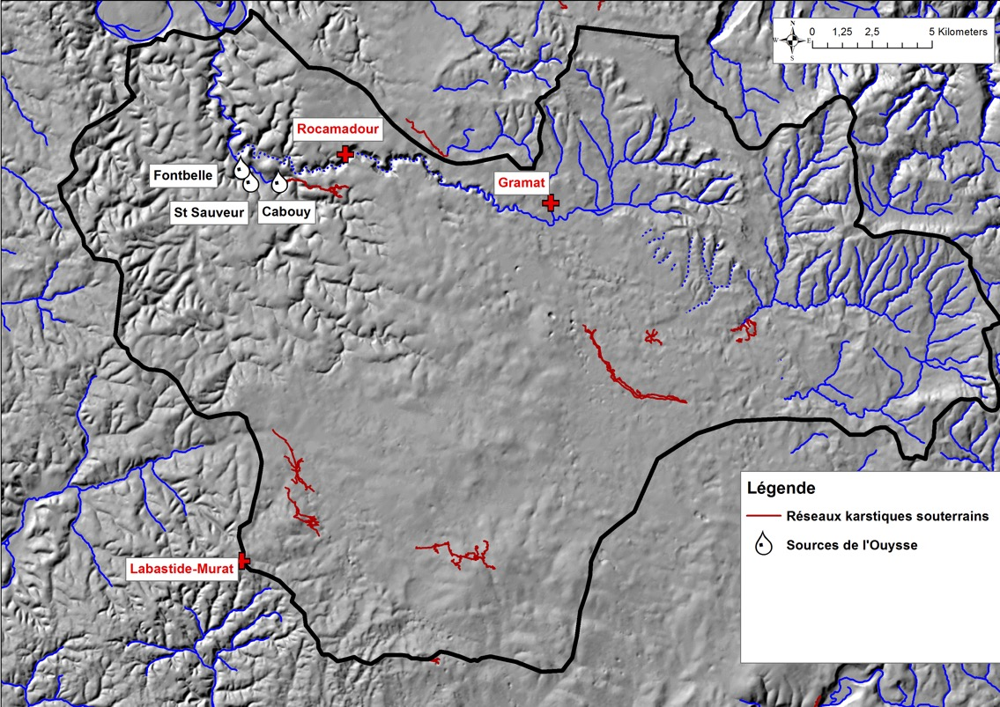 N
W E
S
0 1,25 2,5 5 Kilometers
Rocamadour
Fontbelle
Gramat
St Sauveur
Cabouy
Légende
Réseaux karstiques souterrains
Sources de l'Ouysse
Labastide-Murat